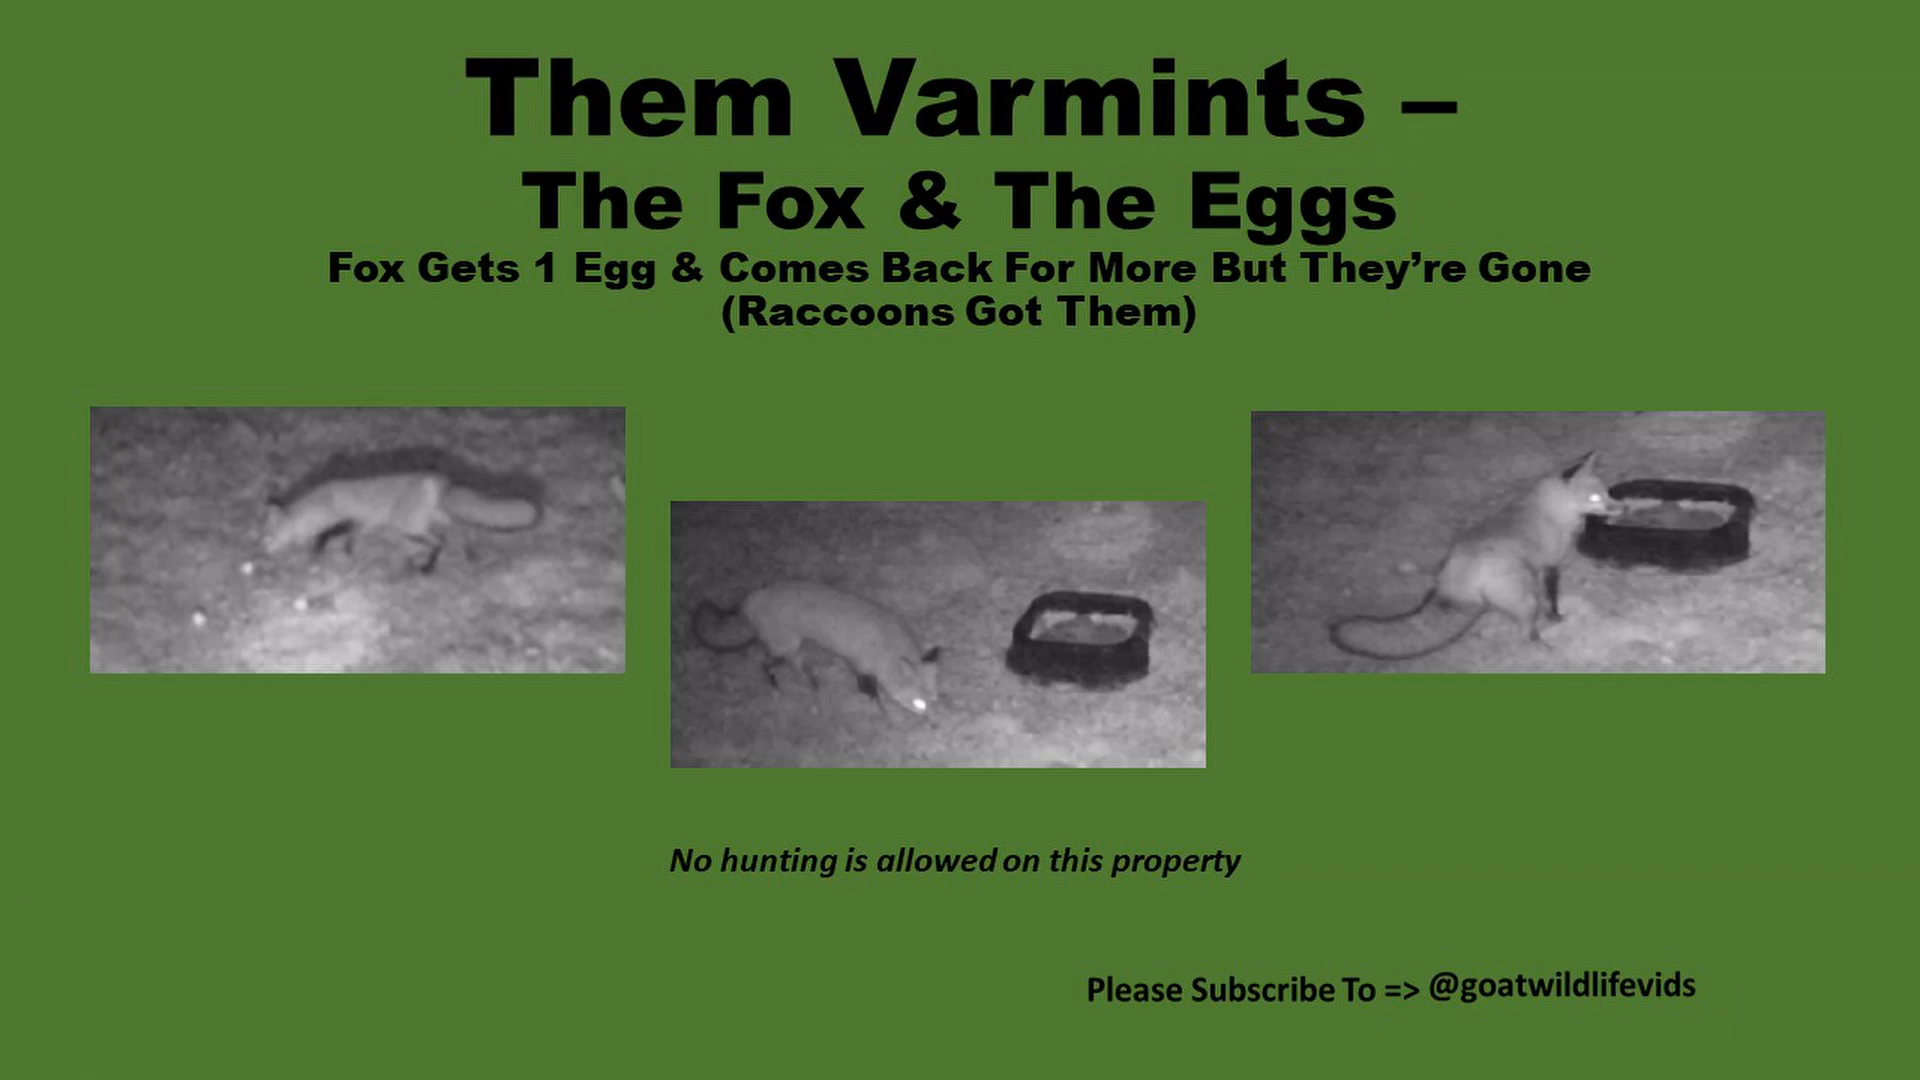 Them Varmints –
The Fox & The Eggs
Fox Gets 1 Egg & Comes Back For More But They’re Gone
(Raccoons Got Them)
No hunting is allowed on this property
Please Subscribe To => @goatwildlifevids